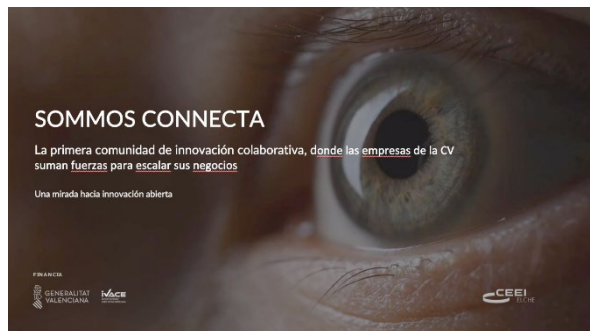 SOMMOS CONNECTA
La primera comunidad de innovación colaborativa, donde las empresas de la CV
suman fuerzas para escalar sus negocios
Una mirada hacia innovación abierta
FINANCIA
GENERALITAT
VALENCIANA
IVACE
CEEI
ELCHE